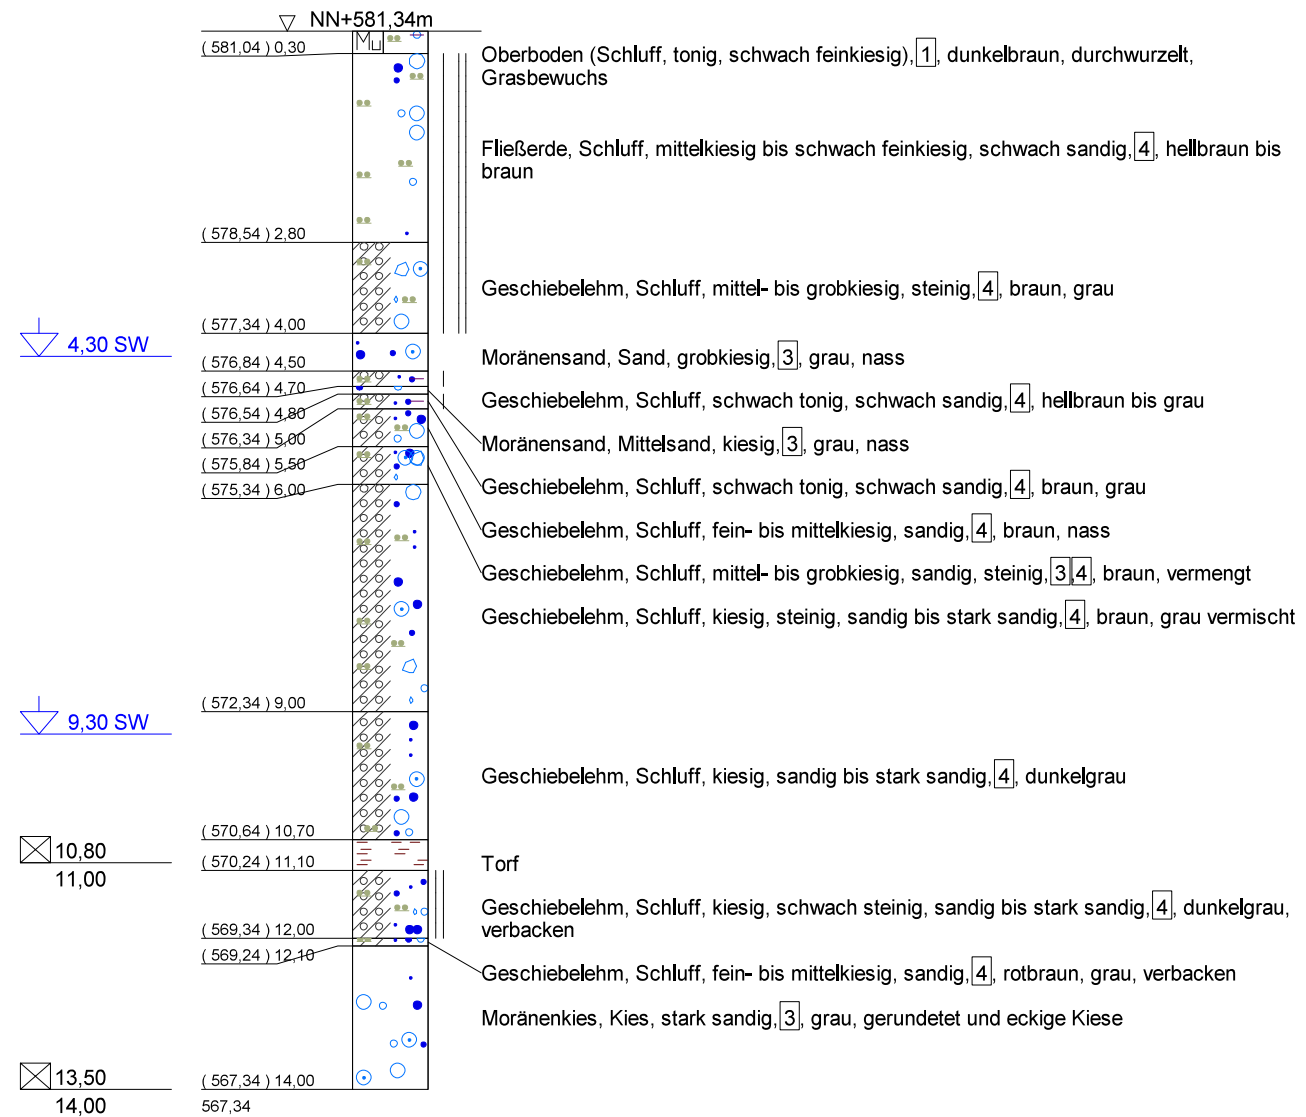 NN+581,34m
Mu
( 581,04 ) 0,30
Oberboden (Schluff, tonig, schwach feinkiesig), 1, dunkelbraun, durchwurzelt,
Grasbewuchs
Fließerde, Schluff, mittelkiesig bis schwach feinkiesig, schwach sandig, 4, hellbraun bis
braun
( 578,54 ) 2,80
Geschiebelehm, Schluff, mittel- bis grobkiesig, steinig, 4, braun, grau
( 577,34 ) 4,00
4,30 SW
Moränensand, Sand, grobkiesig, 3, grau, nass
( 576,84 ) 4,50
( 576,64 ) 4,70
Geschiebelehm, Schluff, schwach tonig, schwach sandig, 4, hellbraun bis grau
( 576,54 ) 4,80
( 576,34 ) 5,00
Moränensand, Mittelsand, kiesig, 3, grau, nass
( 575,84 ) 5,50
( 575,34 ) 6,00
Geschiebelehm, Schluff, schwach tonig, schwach sandig, 4, braun, grau
Geschiebelehm, Schluff, fein- bis mittelkiesig, sandig, 4, braun, nass
Geschiebelehm, Schluff, mittel- bis grobkiesig, sandig, steinig, 3,4, braun, vermengt
Geschiebelehm, Schluff, kiesig, steinig, sandig bis stark sandig, 4, braun, grau vermischt
( 572,34 ) 9,00
9,30 SW
Geschiebelehm, Schluff, kiesig, sandig bis stark sandig, 4, dunkelgrau
( 570,64 ) 10,70
10,80
11,00
( 570,24 ) 11,10
Torf
Geschiebelehm, Schluff, kiesig, schwach steinig, sandig bis stark sandig, 4, dunkelgrau,
verbacken
( 569,34 ) 12,00
( 569,24 ) 12,10
Geschiebelehm, Schluff, fein- bis mittelkiesig, sandig, 4, rotbraun, grau, verbacken
Moränenkies, Kies, stark sandig, 3, grau, gerundetet und eckige Kiese
13,50
14,00
( 567,34 ) 14,00
567,34